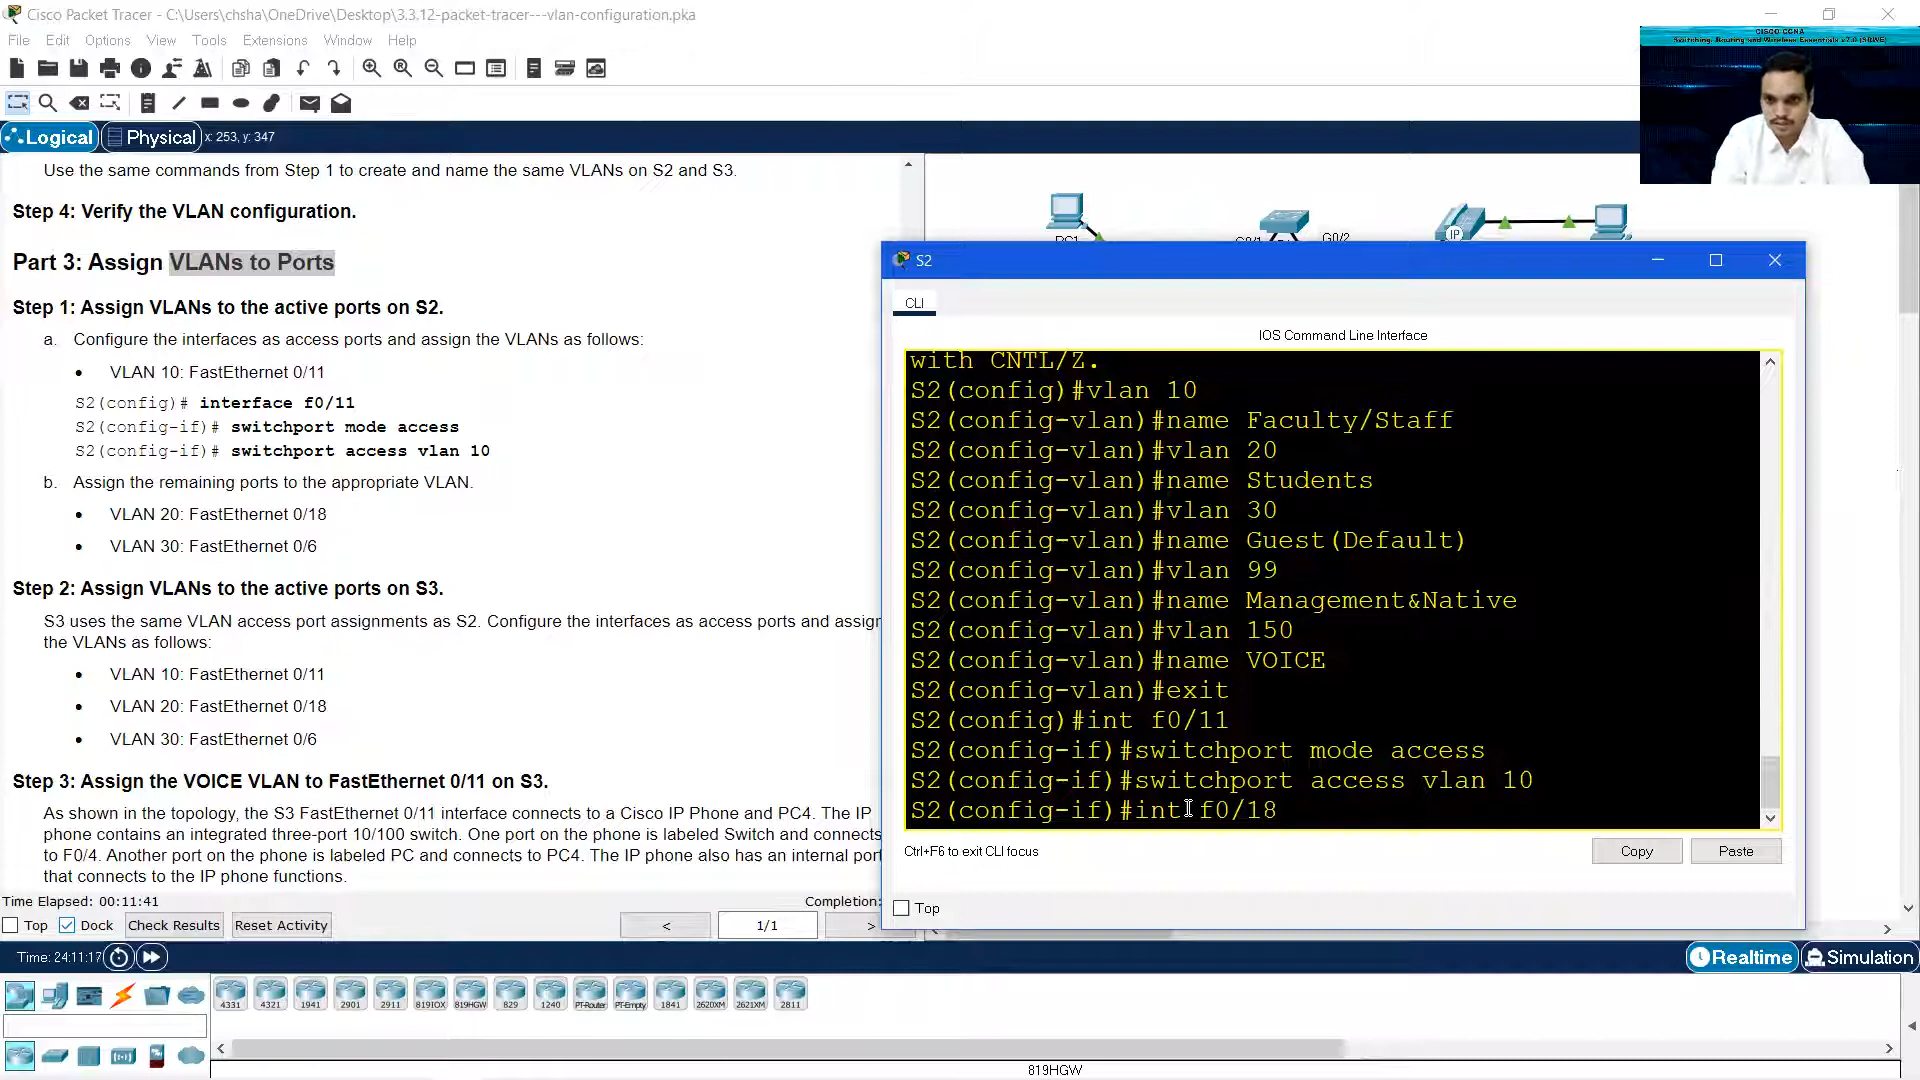 Cisco Packet Tracer - C:\Users\chsha\OneDrive\Desktop\3.3.12-packet-tracer---vlan-configuration.pka
File Edit Options View Tools Extensions Window Help
CISCO CCNA
Switching, Routing and Wireless Essentials v7.0 (SRWE)
Logical Physical x: 253, y: 347
Use the same commands from Step 1 to create and name the same VLANs on S2 and S3.
Step 4: Verify the VLAN configuration.
Part 3: Assign VLANs to Ports
Step 1: Assign VLANs to the active ports on S2.
a. Configure the interfaces as access ports and assign the VLANs as follows:
• VLAN 10: FastEthernet 0/11
S2(config)# interface f0/11
S2(config-if)# switchport mode access
S2(config-if)# switchport access vlan 10
b. Assign the remaining ports to the appropriate VLAN.
• VLAN 20: FastEthernet 0/18
• VLAN 30: FastEthernet 0/6
Step 2: Assign VLANs to the active ports on S3.
S3 uses the same VLAN access port assignments as S2. Configure the interfaces as access ports and assign
the VLANs as follows:
• VLAN 10: FastEthernet 0/11
• VLAN 20: FastEthernet 0/18
• VLAN 30: FastEthernet 0/6
Step 3: Assign the VOICE VLAN to FastEthernet 0/11 on S3.
As shown in the topology, the S3 FastEthernet 0/11 interface connects to a Cisco IP Phone and PC4. The IP
phone contains an integrated three-port 10/100 switch. One port on the phone is labeled Switch and connects
to F0/4. Another port on the phone is labeled PC and connects to PC4. The IP phone also has an internal port
that connects to the IP phone functions.
Time Elapsed: 00:11:41 Completion:
Top Dock Check Results Reset Activity < 1/1 >
PC1 G0/1 G0/2 IP
S2
CLI
IOS Command Line Interface
with CNTL/Z.
S2(config)#vlan 10
S2(config-vlan)#name Faculty/Staff
S2(config-vlan)#vlan 20
S2(config-vlan)#name Students
S2(config-vlan)#vlan 30
S2(config-vlan)#name Guest(Default)
S2(config-vlan)#vlan 99
S2(config-vlan)#name Management&Native
S2(config-vlan)#vlan 150
S2(config-vlan)#name VOICE
S2(config-vlan)#exit
S2(config)#int f0/11
S2(config-if)#switchport mode access
S2(config-if)#switchport access vlan 10
S2(config-if)#int f0/18
Ctrl+F6 to exit CLI focus Copy Paste
Top
Time: 24:11:17 Realtime Simulation
4331 4321 1941 2901 2911 819IOX 819HGW 829 1240 PT-Router PT-Empty 1841 2620XM 2621XM 2811
819HGW